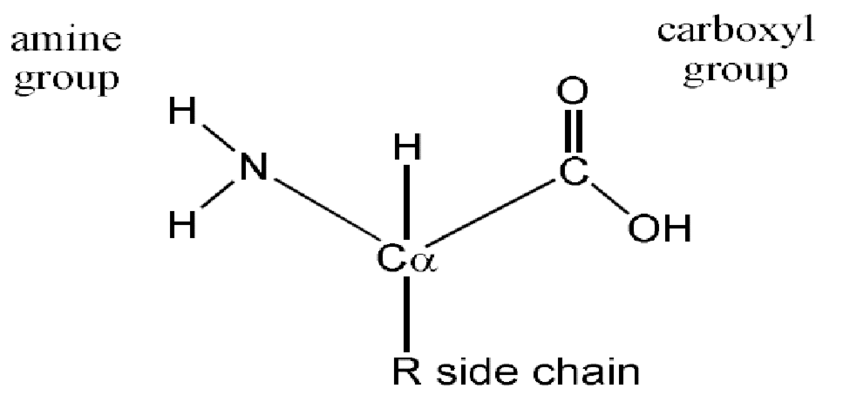 amine
group
carboxyl
group
H
O
H
N
C
H
OH
Cα
R side chain